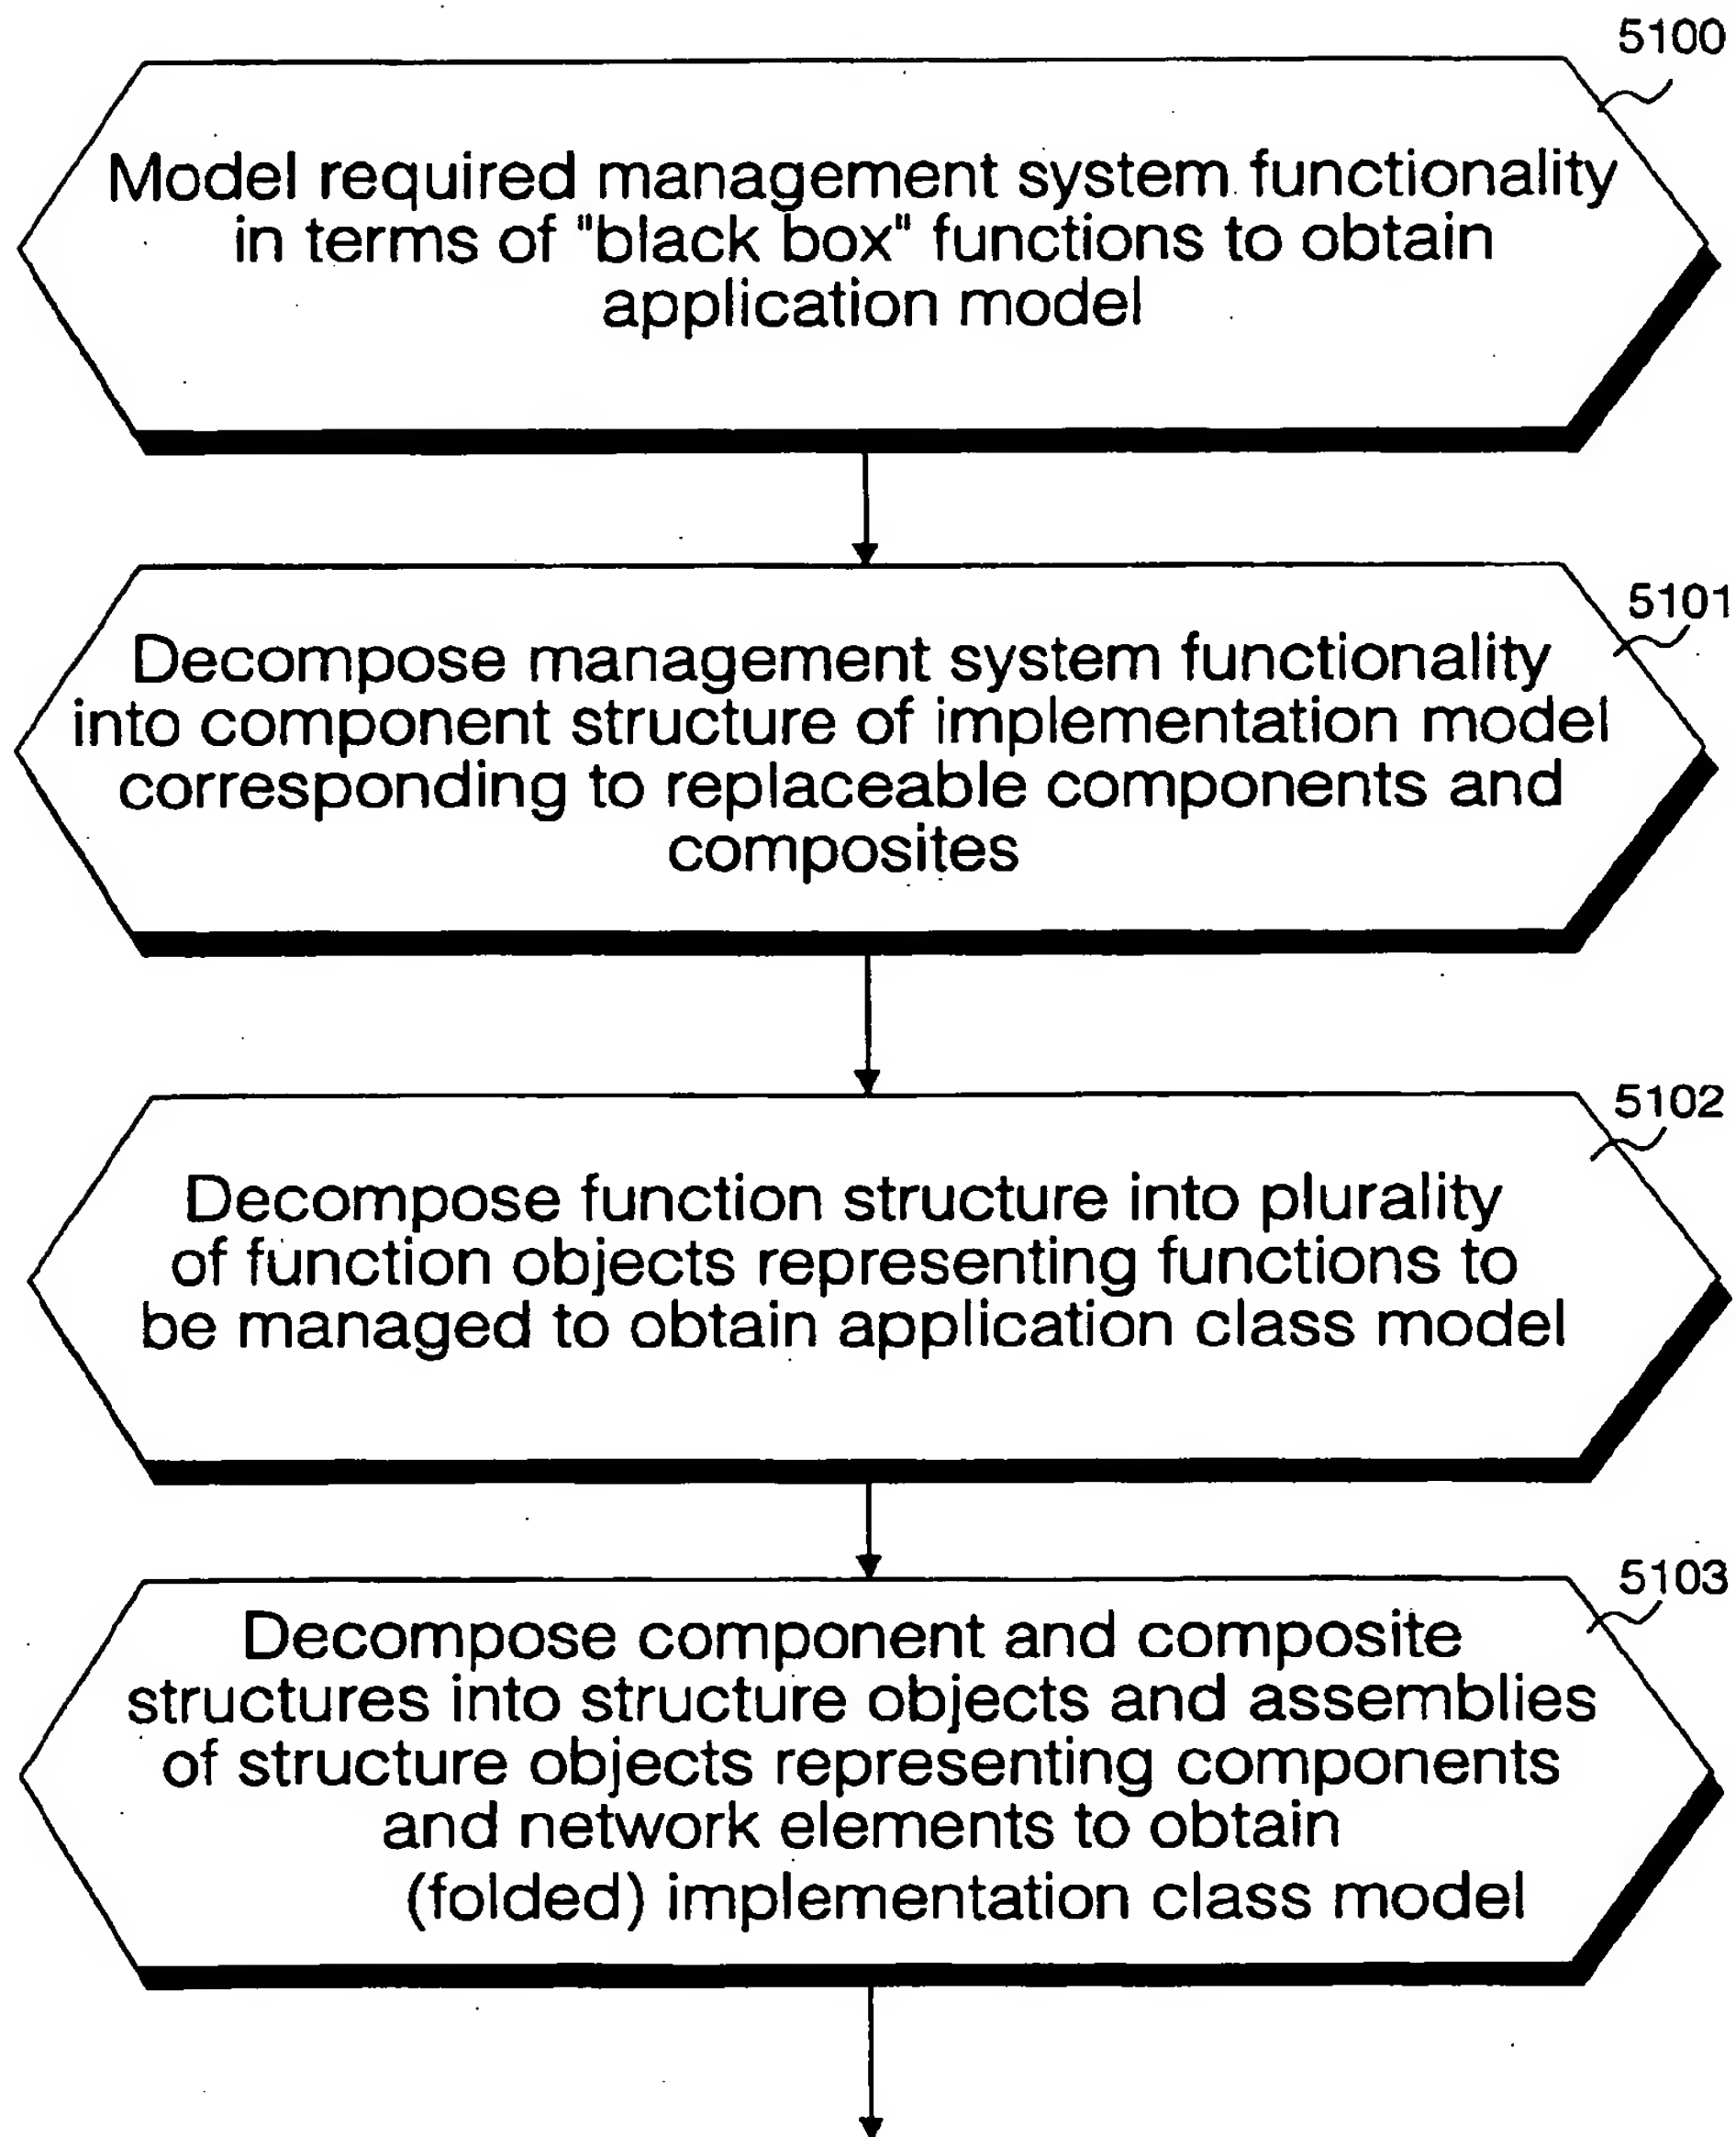 5100
Model required management system functionality
in terms of "black box" functions to obtain
application model
5101
Decompose management system functionality
into component structure of implementation model
corresponding to replaceable components and
composites
5102
Decompose function structure into plurality
of function objects representing functions to
be managed to obtain application class model
5103
Decompose component and composite
structures into structure objects and assemblies
of structure objects representing components
and network elements to obtain
(folded) implementation class model